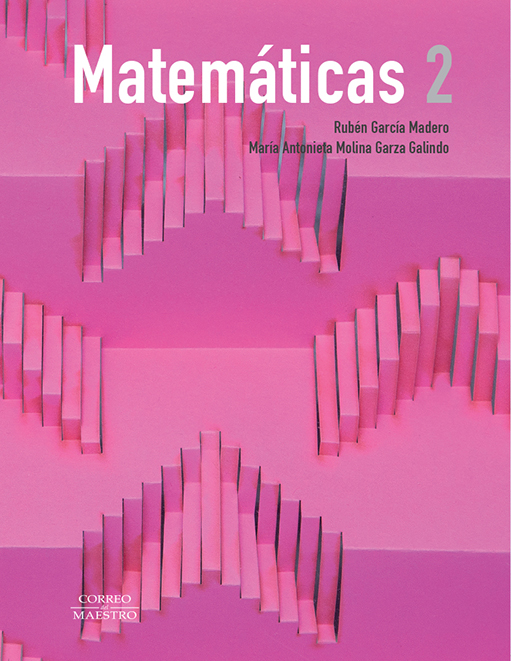 Matemáticas 2
Rubén García Madero
María Antonieta Molina Garza Galindo
CORREO
del
MAESTRO